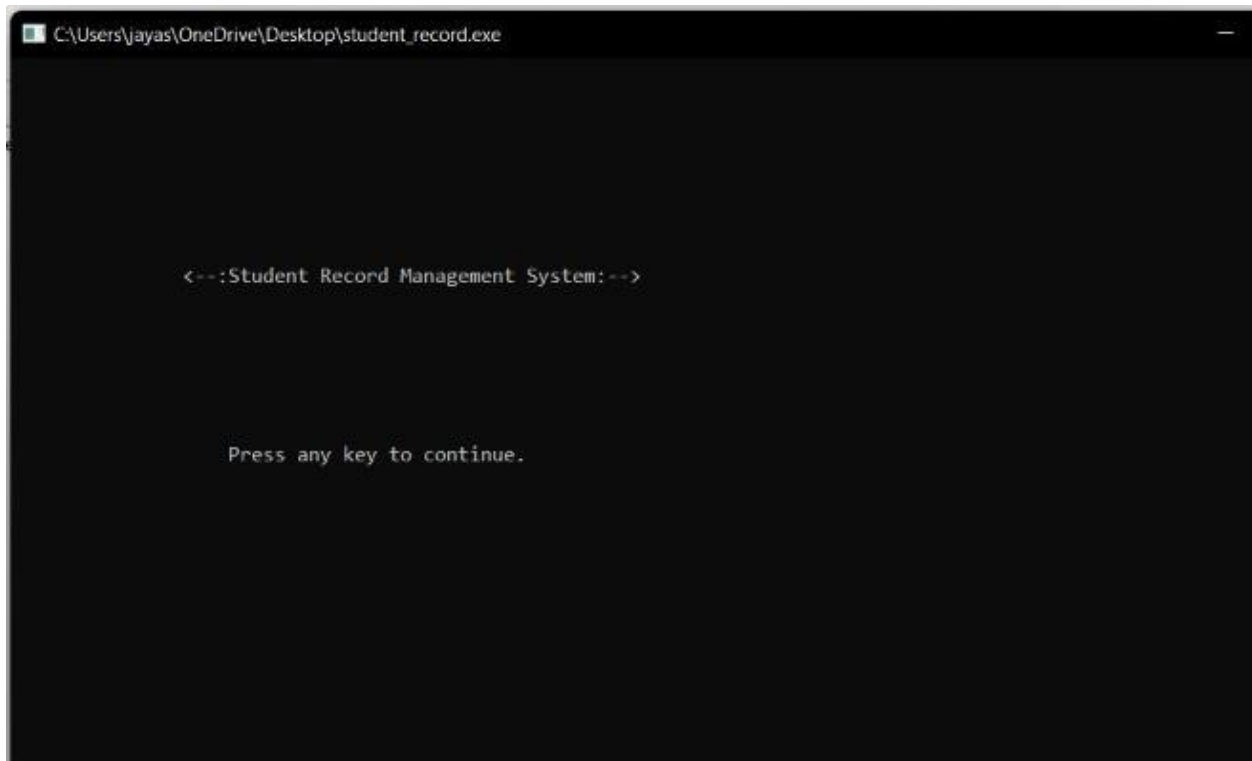 C:\Users\jayas\OneDrive\Desktop\student_record.exe
<--:Student Record Management System:-->
Press any key to continue.